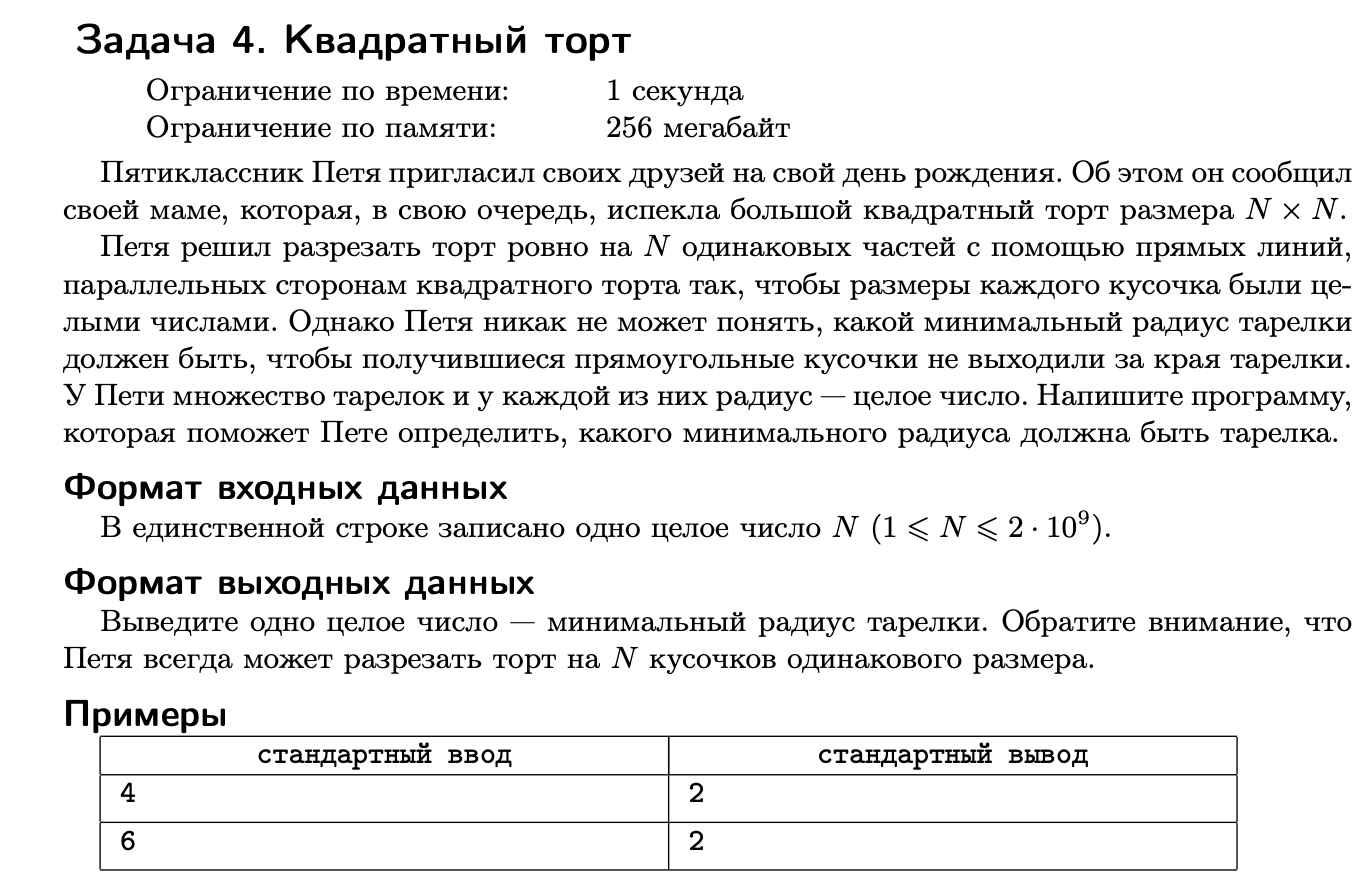 Задача 4. Квадратный торт
Ограничение по времени: 1 секунда
Ограничение по памяти: 256 мегабайт
Пятиклассник Петя пригласил своих друзей на свой день рождения. Об этом он сообщил
своей маме, которая, в свою очередь, испекла большой квадратный торт размера N × N.
Петя решил разрезать торт ровно на N одинаковых частей с помощью прямых линий,
параллельных сторонам квадратного торта так, чтобы размеры каждого кусочка были це-
лыми числами. Однако Петя никак не может понять, какой минимальный радиус тарелки
должен быть, чтобы получившиеся прямоугольные кусочки не выходили за края тарелки.
У Пети множество тарелок и у каждой из них радиус — целое число. Напишите программу,
которая поможет Пете определить, какого минимального радиуса должна быть тарелка.
Формат входных данных
В единственной строке записано одно целое число N (1 ⩽ N ⩽ 2 · 10⁹).
Формат выходных данных
Выведите одно целое число — минимальный радиус тарелки. Обратите внимание, что
Петя всегда может разрезать торт на N кусочков одинакового размера.
Примеры
стандартный ввод стандартный вывод
4 2
6 2